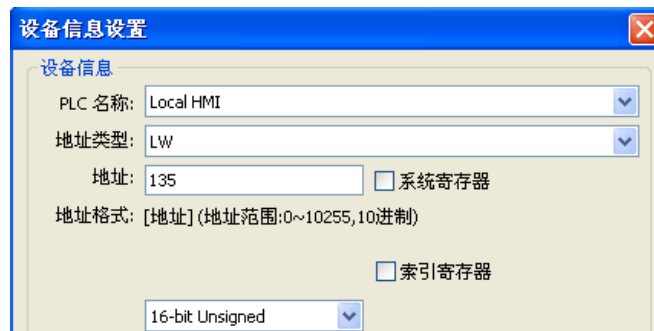 设备信息设置
设备信息
PLC 名称: Local HMI
地址类型: LW
地址: 135 系统寄存器
地址格式: [地址] (地址范围:0~10255,10进制)
索引寄存器
16-bit Unsigned